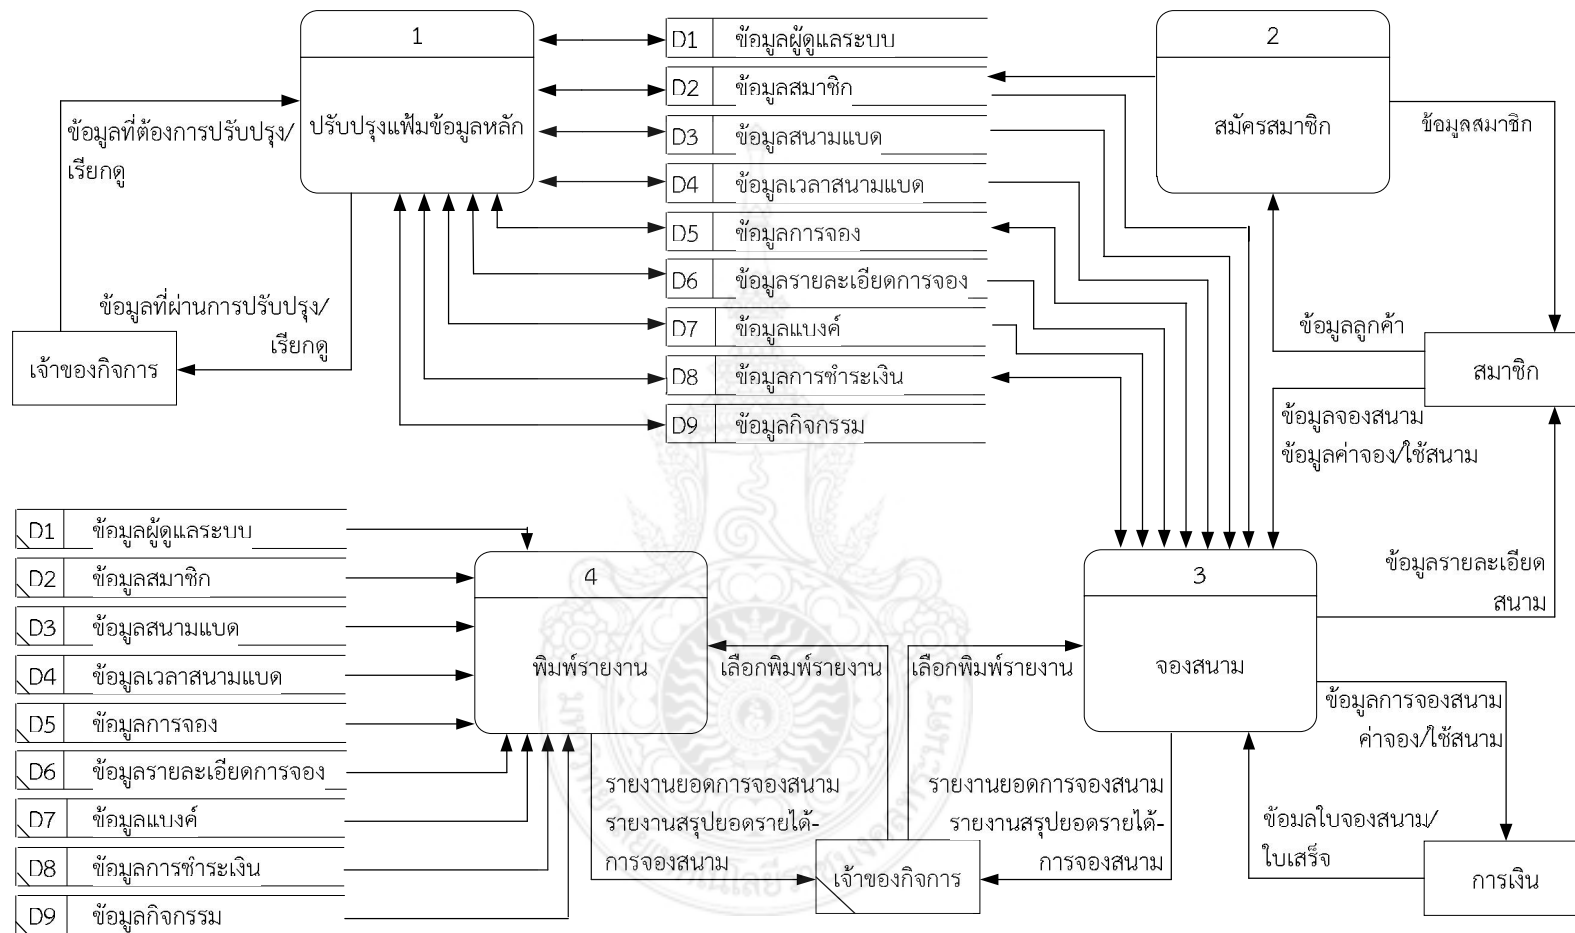 1
ปรับปรุงแฟ้มข้อมูลหลัก
ข้อมูลที่ต้องการปรับปรุง/
เรียกดู
ข้อมูลที่ผ่านการปรับปรุง/
เรียกดู
เจ้าของกิจการ
D1 ข้อมูลผู้ดูแลระบบ
D2 ข้อมูลสมาชิก
D3 ข้อมูลสนามแบด
D4 ข้อมูลเวลาสนามแบด
D5 ข้อมูลการจอง
D6 ข้อมูลรายละเอียดการจอง
D7 ข้อมูลแบงค์
D8 ข้อมูลการชำระเงิน
D9 ข้อมูลกิจกรรม
2
สมัครสมาชิก
ข้อมูลสมาชิก
ข้อมูลลูกค้า
สมาชิก
ข้อมูลจองสนาม
ข้อมูลค่าจอง/ใช้สนาม
D1 ข้อมูลผู้ดูแลระบบ
D2 ข้อมูลสมาชิก
D3 ข้อมูลสนามแบด
D4 ข้อมูลเวลาสนามแบด
D5 ข้อมูลการจอง
D6 ข้อมูลรายละเอียดการจอง
D7 ข้อมูลแบงค์
D8 ข้อมูลการชำระเงิน
D9 ข้อมูลกิจกรรม
4
พิมพ์รายงาน
เลือกพิมพ์รายงาน
เลือกพิมพ์รายงาน
3
จองสนาม
ข้อมูลรายละเอียด
สนาม
ข้อมูลการจองสนาม
ค่าจอง/ใช้สนาม
รายงานยอดการจองสนาม
รายงานสรุปยอดรายได้-
การจองสนาม
รายงานยอดการจองสนาม
รายงานสรุปยอดรายได้-
การจองสนาม
เจ้าของกิจการ
ข้อมลใบจองสนาม/
ใบเสร็จ
การเงิน